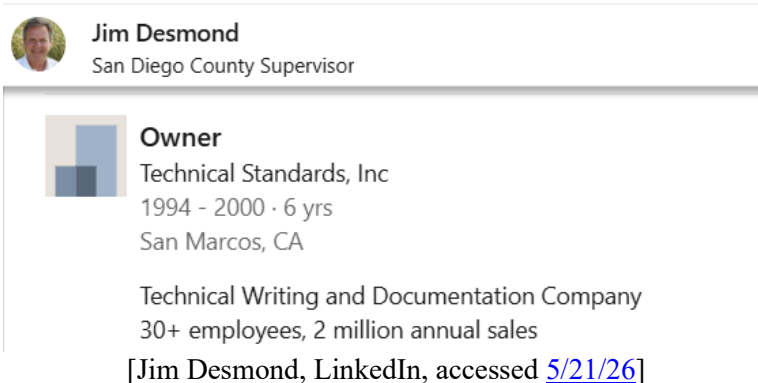 Jim Desmond
San Diego County Supervisor
Owner
Technical Standards, Inc
1994 - 2000 · 6 yrs
San Marcos, CA
Technical Writing and Documentation Company
30+ employees, 2 million annual sales
[Jim Desmond, LinkedIn, accessed 5/21/26]